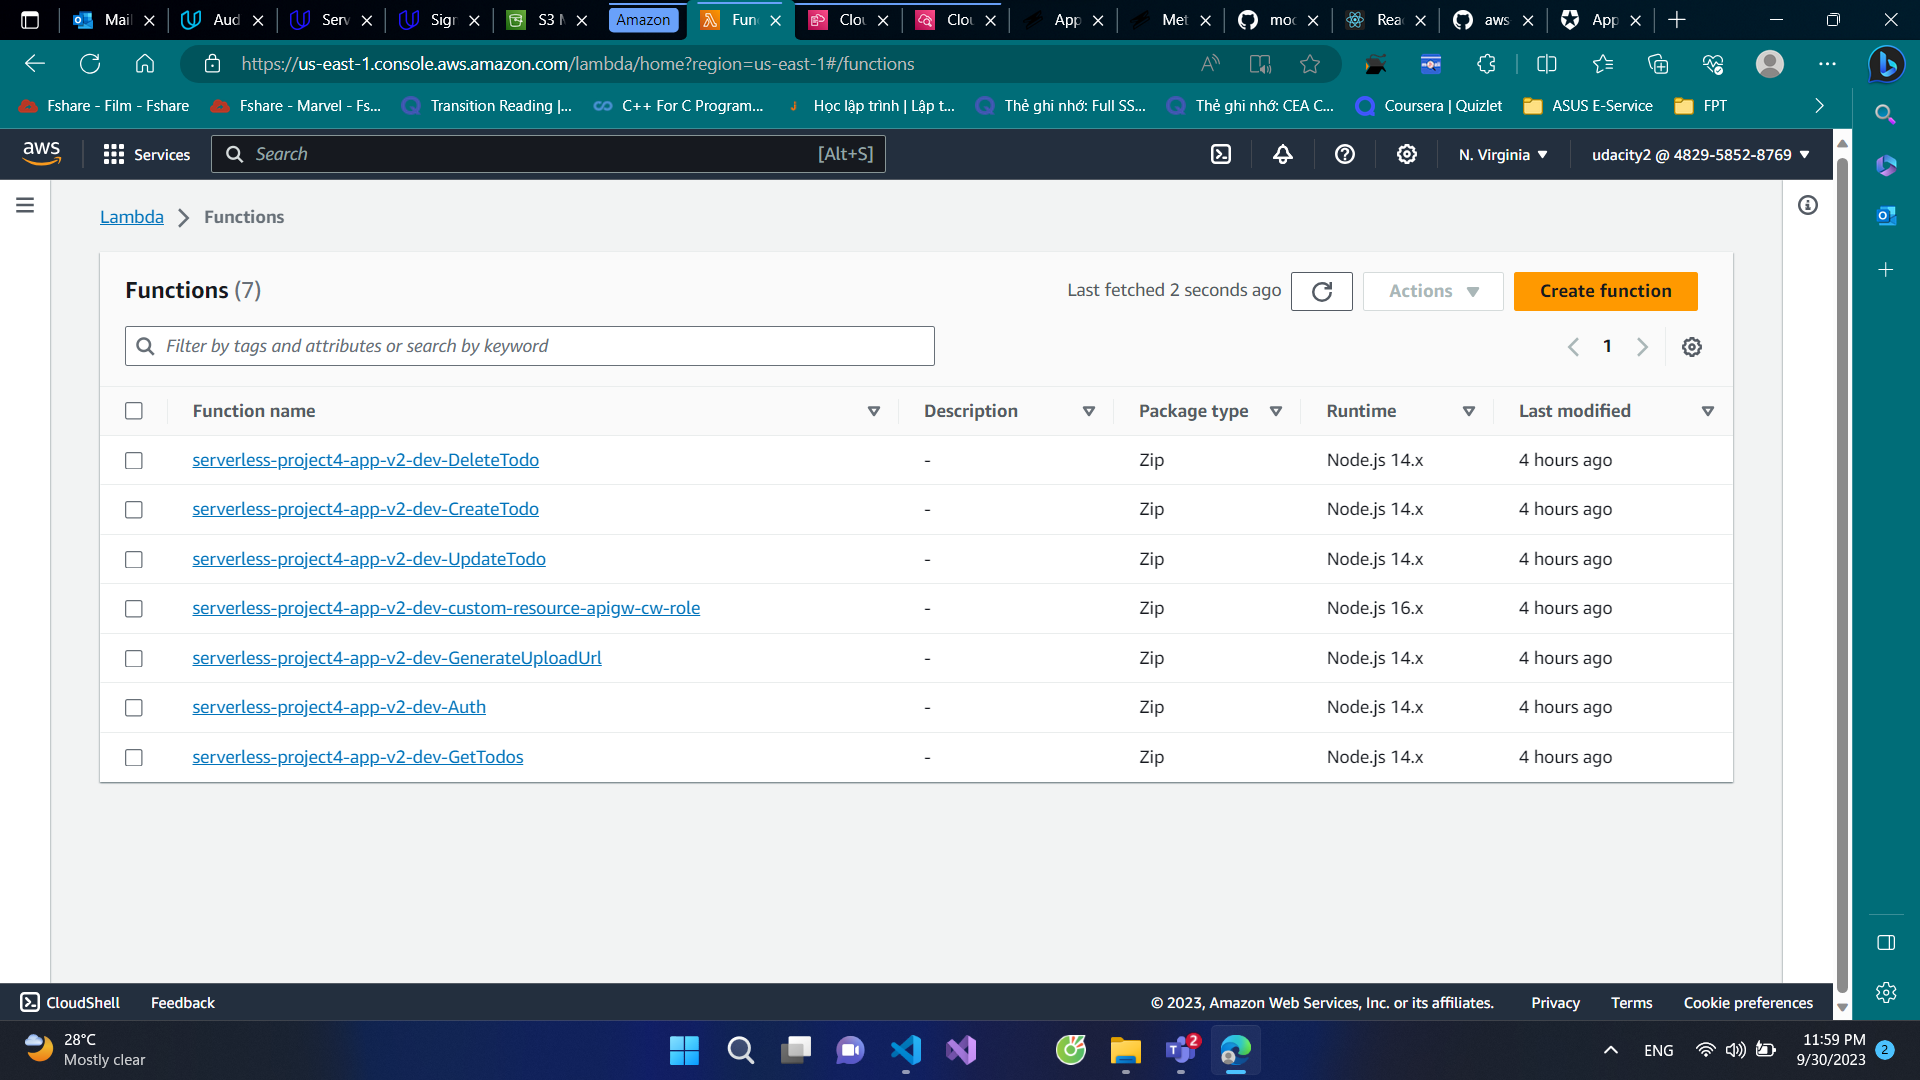 Mail
Aud
Serv
Sign
S3 M
Amazon
Func
Clou
Clou
App
Met
moc
Reac
aws
App
https://us-east-1.console.aws.amazon.com/lambda/home?region=us-east-1#/functions
Fshare - Film - Fshare
Fshare - Marvel - Fs...
Transition Reading |...
C++ For C Program...
Học lập trình | Lập t...
Thẻ ghi nhớ: Full SS...
Thẻ ghi nhớ: CEA C...
Coursera | Quizlet
ASUS E-Service
FPT
aws
Services
Search
[Alt+S]
N. Virginia
udacity2 @ 4829-5852-8769
Lambda
Functions
Functions (7)
Last fetched 2 seconds ago
Actions
Create function
Filter by tags and attributes or search by keyword
1
Function name
Description
Package type
Runtime
Last modified
serverless-project4-app-v2-dev-DeleteTodo - Zip Node.js 14.x 4 hours ago
serverless-project4-app-v2-dev-CreateTodo - Zip Node.js 14.x 4 hours ago
serverless-project4-app-v2-dev-UpdateTodo - Zip Node.js 14.x 4 hours ago
serverless-project4-app-v2-dev-custom-resource-apigw-cw-role - Zip Node.js 16.x 4 hours ago
serverless-project4-app-v2-dev-GenerateUploadUrl - Zip Node.js 14.x 4 hours ago
serverless-project4-app-v2-dev-Auth - Zip Node.js 14.x 4 hours ago
serverless-project4-app-v2-dev-GetTodos - Zip Node.js 14.x 4 hours ago
CloudShell
Feedback
© 2023, Amazon Web Services, Inc. or its affiliates.
Privacy
Terms
Cookie preferences
28°C
Mostly clear
2
ENG
11:59 PM
9/30/2023
2